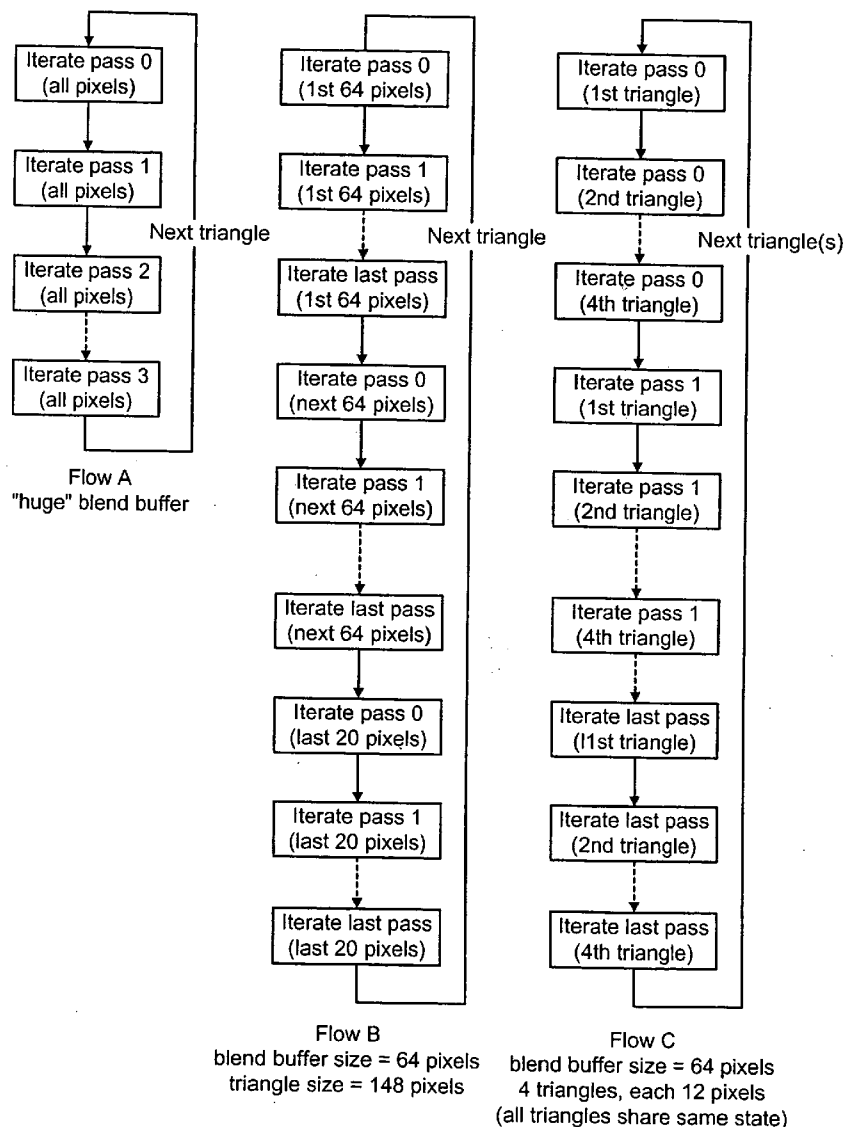 Iterate pass 0
(all pixels)
Iterate pass 1
(all pixels)
Next triangle
Iterate pass 2
(all pixels)
Iterate pass 3
(all pixels)
Flow A
"huge" blend buffer
Iterate pass 0
(1st 64 pixels)
Iterate pass 1
(1st 64 pixels)
Next triangle
Iterate last pass
(1st 64 pixels)
Iterate pass 0
(next 64 pixels)
Iterate pass 1
(next 64 pixels)
Iterate last pass
(next 64 pixels)
Iterate pass 0
(last 20 pixels)
Iterate pass 1
(last 20 pixels)
Iterate last pass
(last 20 pixels)
Flow B
blend buffer size = 64 pixels
triangle size = 148 pixels
Iterate pass 0
(1st triangle)
Iterate pass 0
(2nd triangle)
Next triangle(s)
Iterate pass 0
(4th triangle)
Iterate pass 1
(1st triangle)
Iterate pass 1
(2nd triangle)
Iterate pass 1
(4th triangle)
Iterate last pass
(l1st triangle)
Iterate last pass
(2nd triangle)
Iterate last pass
(4th triangle)
Flow C
blend buffer size = 64 pixels
4 triangles, each 12 pixels
(all triangles share same state)